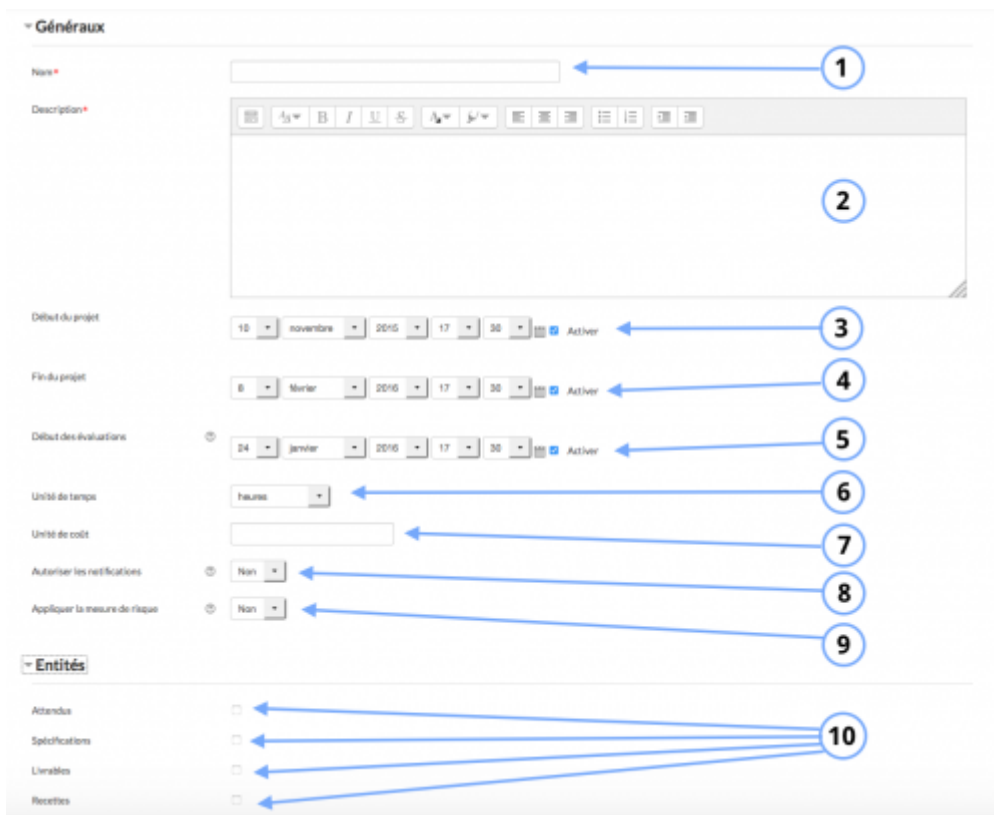 Généraux
Nom*
1
Description*
B I U S
2
Début du projet
10 novembre 2015 17 30 Activer
3
Fin du projet
8 février 2016 17 30 Activer
4
Début des évaluations
24 janvier 2016 17 30 Activer
5
Unité de temps
heures
6
Unité de coût
7
Autoriser les notifications
Non
8
Appliquer la mesure de risque
Non
9
Entités
Attendus
Spécifications
Livrables
Recettes
10